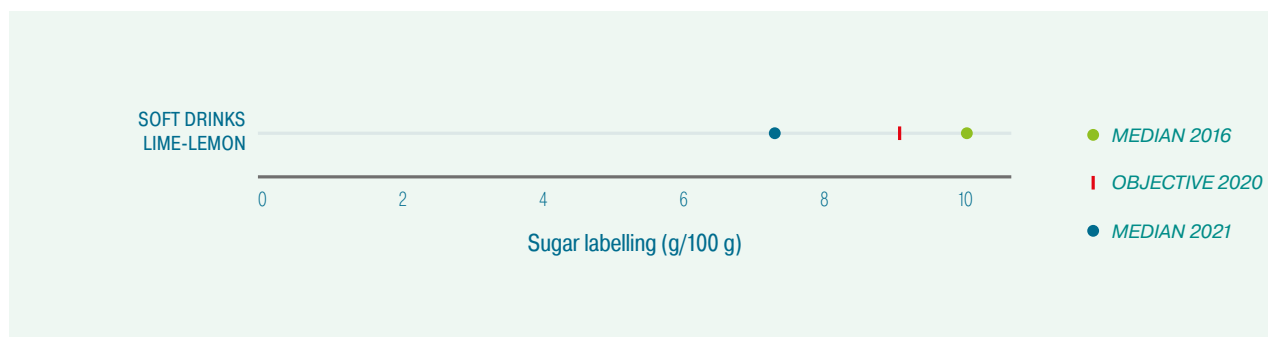 SOFT DRINKS
LIME-LEMON
0 2 4 6 8 10
Sugar labelling (g/100 g)
MEDIAN 2016
OBJECTIVE 2020
MEDIAN 2021